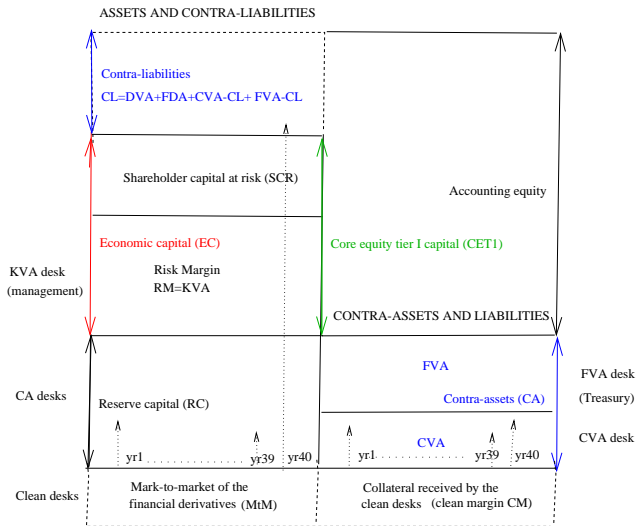 ASSETS AND CONTRA-LIABILITIES
Contra-liabilities
CL=DVA+FDA+CVA-CL+ FVA-CL
Shareholder capital at risk (SCR)
Accounting equity
Economic capital (EC)
Core equity tier I capital (CET1)
KVA desk
(management)
Risk Margin
RM=KVA
CONTRA-ASSETS AND LIABILITIES
FVA
FVA desk
(Treasury)
CA desks
Reserve capital (RC)
Contra-assets (CA)
CVA
CVA desk
yr1 yr39 yr40 yr1 yr39 yr40
Clean desks
Mark-to-market of the
financial derivatives (MtM)
Collateral received by the
clean desks (clean margin CM)